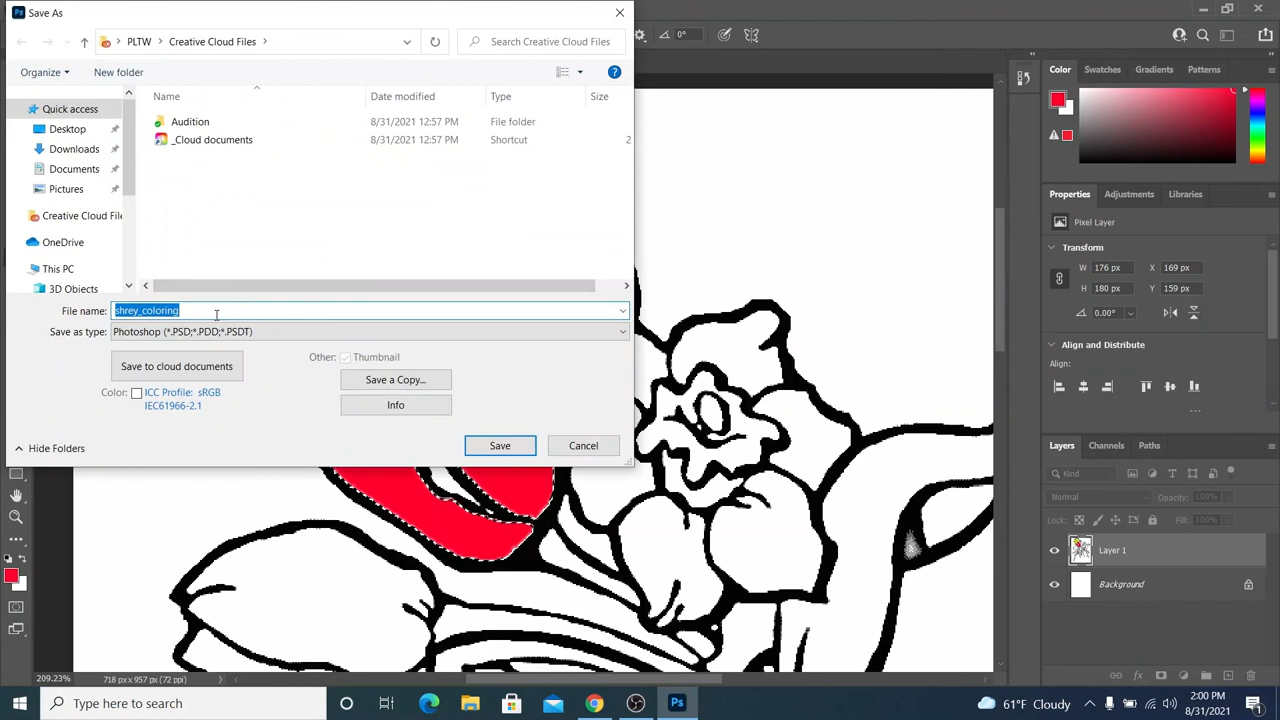 Save As
PLTW > Creative Cloud Files >
Search Creative Cloud Files
Organize
New folder
Quick access
Desktop
Downloads
Documents
Pictures
Creative Cloud File
OneDrive
This PC
3D Objects
Name
Date modified
Type
Size
Audition
8/31/2021 12:57 PM
File folder
_Cloud documents
8/31/2021 12:57 PM
Shortcut
2
File name: shrey_coloring
Save as type: Photoshop (*.PSD;*.PDD;*.PSDT)
Save to cloud documents
Color: ICC Profile: sRGB
IEC61966-2.1
Other: Thumbnail
Save a Copy...
Info
Hide Folders
Save
Cancel
0°
Color
Swatches
Gradients
Patterns
Properties
Adjustments
Libraries
Pixel Layer
Transform
W 176 px X 169 px
H 180 px Y 159 px
0.00°
Align and Distribute
Align:
...
Layers
Channels
Paths
Kind
Normal
Opacity: 100%
Lock:
Fill: 100%
Layer 1
Background
209.23%
718 px x 957 px (72 ppi)
Type here to search
Ps
61°F Cloudy
2:00 PM
8/31/2021